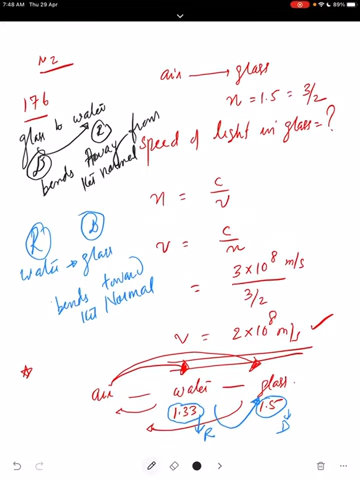 7:48 AM Thu 29 Apr
N2
176
glass to water
D
R
bends Away from
the normal
R
D
water → glass
bends toward
the Normal
air → glass
n = 1.5 = 3/2
speed of light in glass = ?
n = c/v
v = c/n
= 3×10⁸ m/s / 3/2
v = 2×10⁸ m/s ✓
air — water — glass.
1.33 1.5
R D